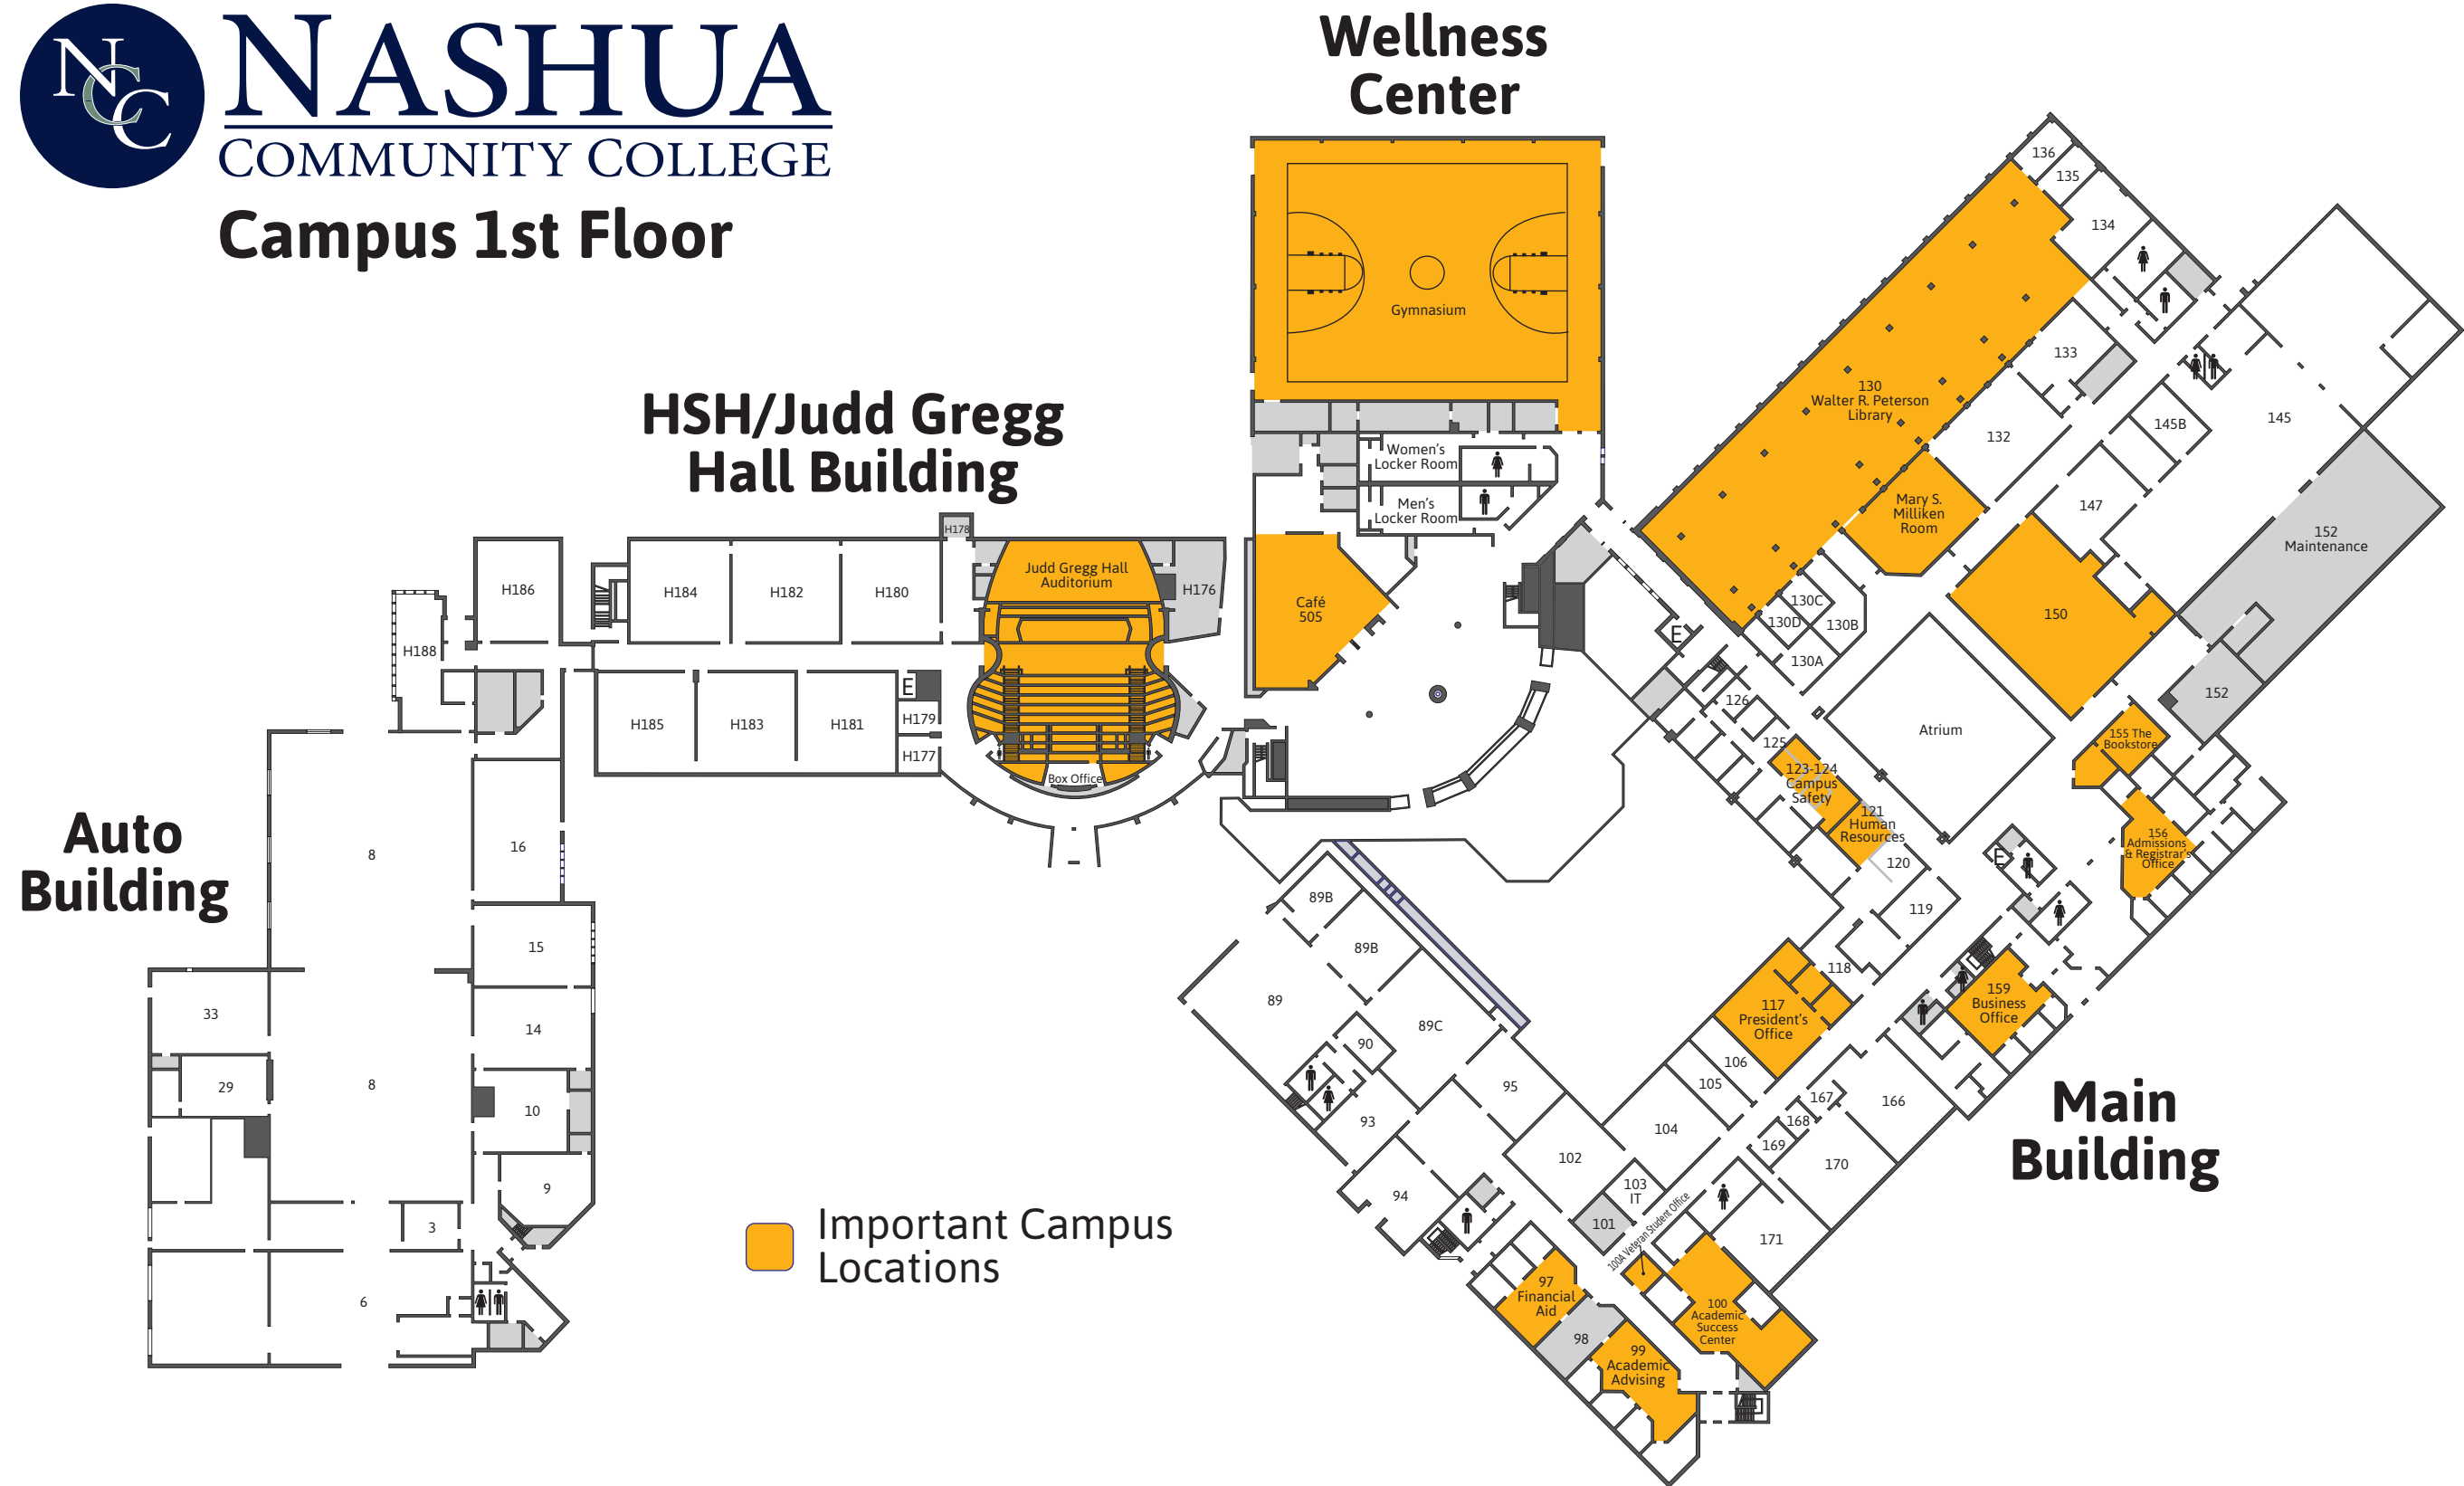 NCC
NASHUA
COMMUNITY COLLEGE
Campus 1st Floor
Wellness
Center
HSH/Judd Gregg
Hall Building
Auto
Building
Main
Building
Important Campus
Locations
Gymnasium
Women's
Locker Room
Men's
Locker Room
Café
505
Judd Gregg Hall
Auditorium
Box Office
H178
H176
H186
H184
H182
H180
H188
H185
H183
H181
E
H179
H177
8
16
15
33
14
29
8
10
9
3
6
136
135
134
133
130
Walter R. Peterson
Library
132
145B
145
Mary S.
Milliken
Room
147
152
Maintenance
130C
130D
130B
130A
150
E
152
126
Atrium
125
155 The
Bookstore
123-124
Campus
Safety
121
Human
Resources
120
156
Admissions
& Registrar's
Office
E
119
118
117
President's
Office
159
Business
Office
106
105
104
167
168
169
166
170
171
89B
89B
89
89C
90
95
93
94
102
103
IT
101
100A Veteran Student Office
97
Financial
Aid
98
99
Academic
Advising
100
Academic
Success
Center